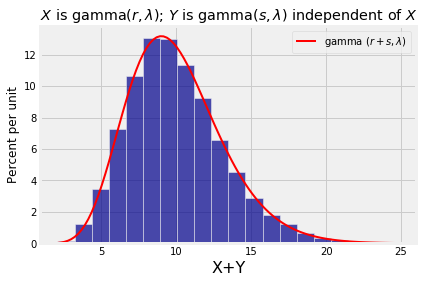 X is gamma(r, λ); Y is gamma(s, λ) independent of X
gamma (r + s, λ)
Percent per unit
12
10
8
6
4
2
0
5 10 15 20 25
X+Y